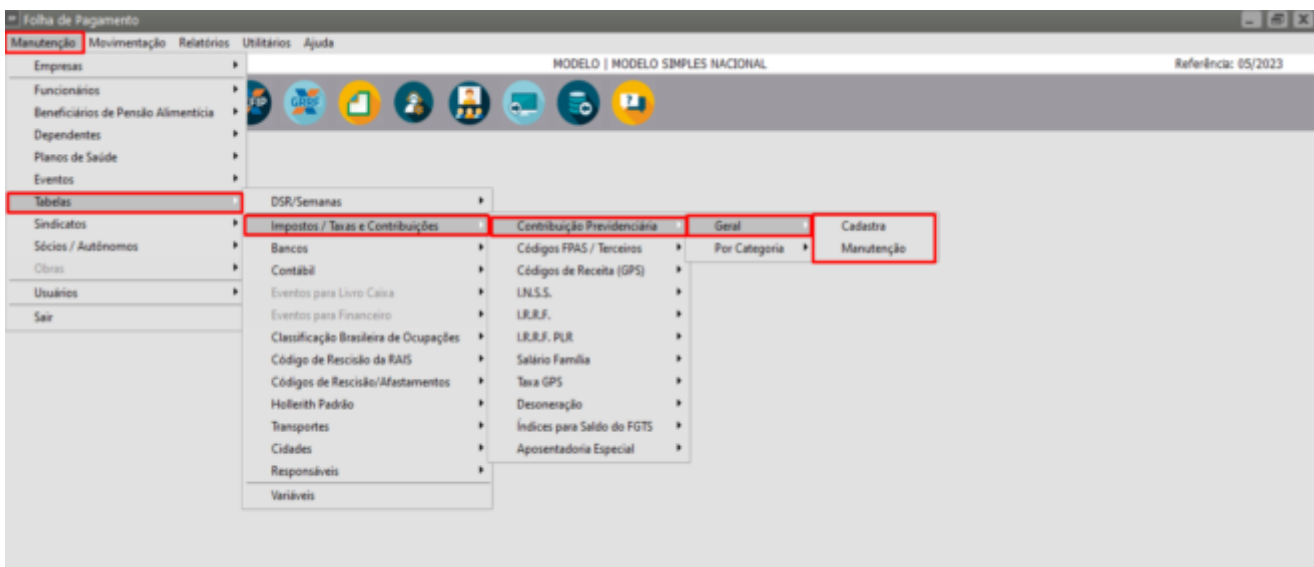 Folha de Pagamento
Manutenção Movimentação Relatórios Utilitários Ajuda
MODELO | MODELO SIMPLES NACIONAL
Referência: 05/2023
Empresas
Funcionários
Beneficiários de Pensão Alimentícia
Dependentes
Planos de Saúde
Eventos
Tabelas
Sindicatos
Sócios / Autônomos
Obras
Usuários
Sair
GRRF
DSR/Semanas
Impostos / Taxas e Contribuições
Bancos
Contábil
Eventos para Livro Caixa
Eventos para Financeiro
Classificação Brasileira de Ocupações
Código de Rescisão da RAIS
Códigos de Rescisão/Afastamentos
Hollerith Padrão
Transportes
Cidades
Responsáveis
Variáveis
Contribuição Previdenciária
Códigos FPAS / Terceiros
Códigos de Receita (GPS)
I.N.S.S.
I.R.R.F.
I.R.R.F. PLR
Salário Família
Taxa GPS
Desoneração
Índices para Saldo do FGTS
Aposentadoria Especial
Geral
Por Categoria
Cadastra
Manutenção